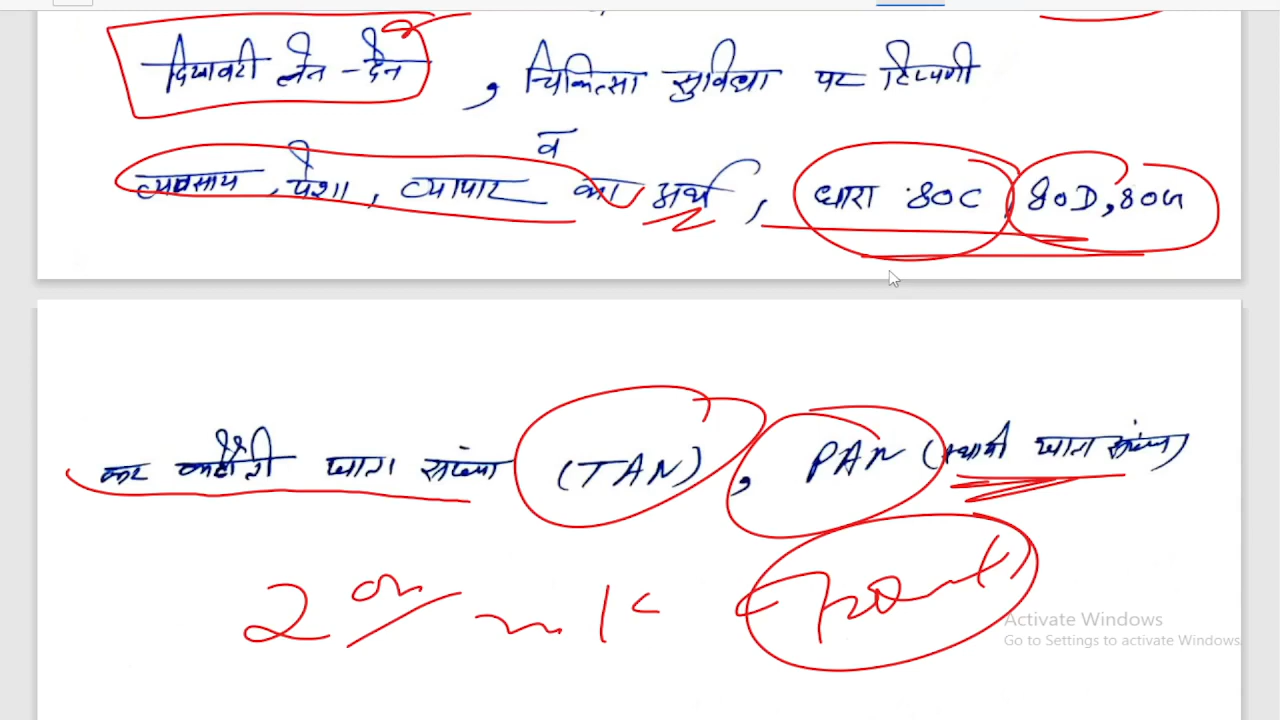 दिखावटी लेन-देन , चिकित्सा सुविधा पर टिप्पणी
व
व्यवसाय , पेशा , व्यापार का अर्थ , धारा 80C , 80D, 80G
कर कटौती खाता संख्या (TAN) , PAN (स्थायी खाता संख्या)
2
Activate Windows
Go to Settings to activate Windows.